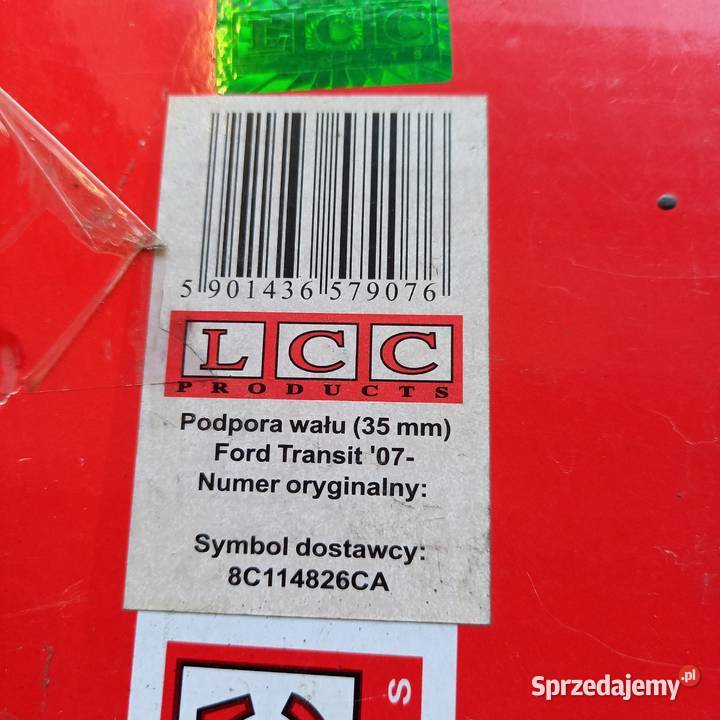 LCC
5 901436 579076
LCC
PRODUCTS
Podpora wału (35 mm)
Ford Transit '07-
Numer oryginalny:
Symbol dostawcy:
8C114826CA
S
Sprzedajemy.pl